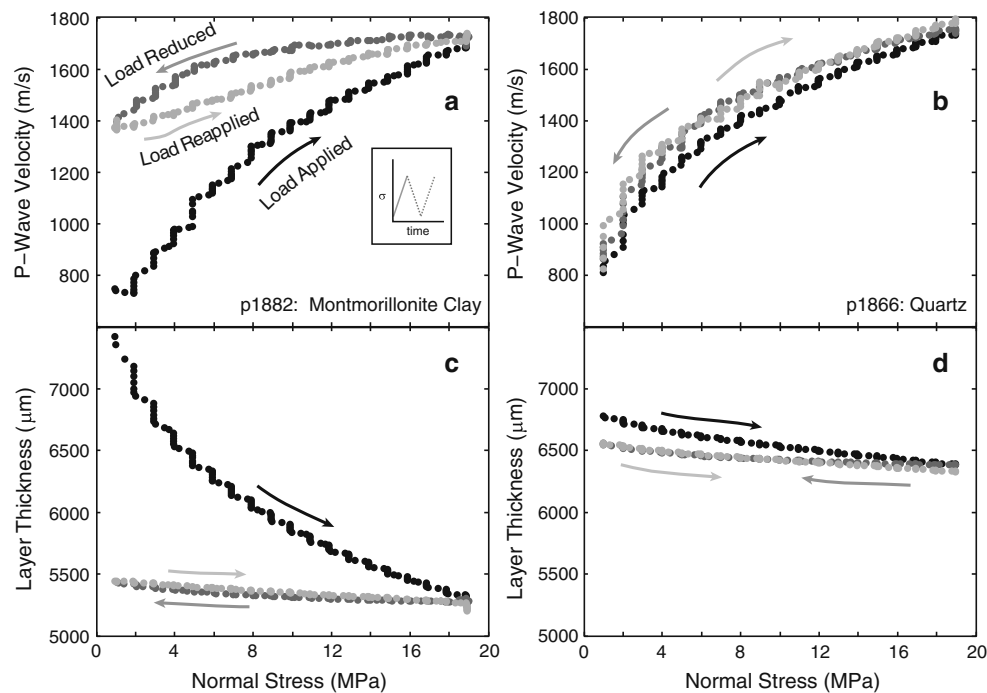 1800
1600
1400
1200
1000
800
P-Wave Velocity (m/s)
Load Reduced
Load Reapplied
Load Applied
a
σ
time
p1882: Montmorillonite Clay
1800
1600
1400
1200
1000
800
P-Wave Velocity (m/s)
b
p1866: Quartz
7000
6500
6000
5500
5000
Layer Thickness (μm)
c
0 4 8 12 16 20
Normal Stress (MPa)
7000
6500
6000
5500
5000
Layer Thickness (μm)
d
0 4 8 12 16 20
Normal Stress (MPa)